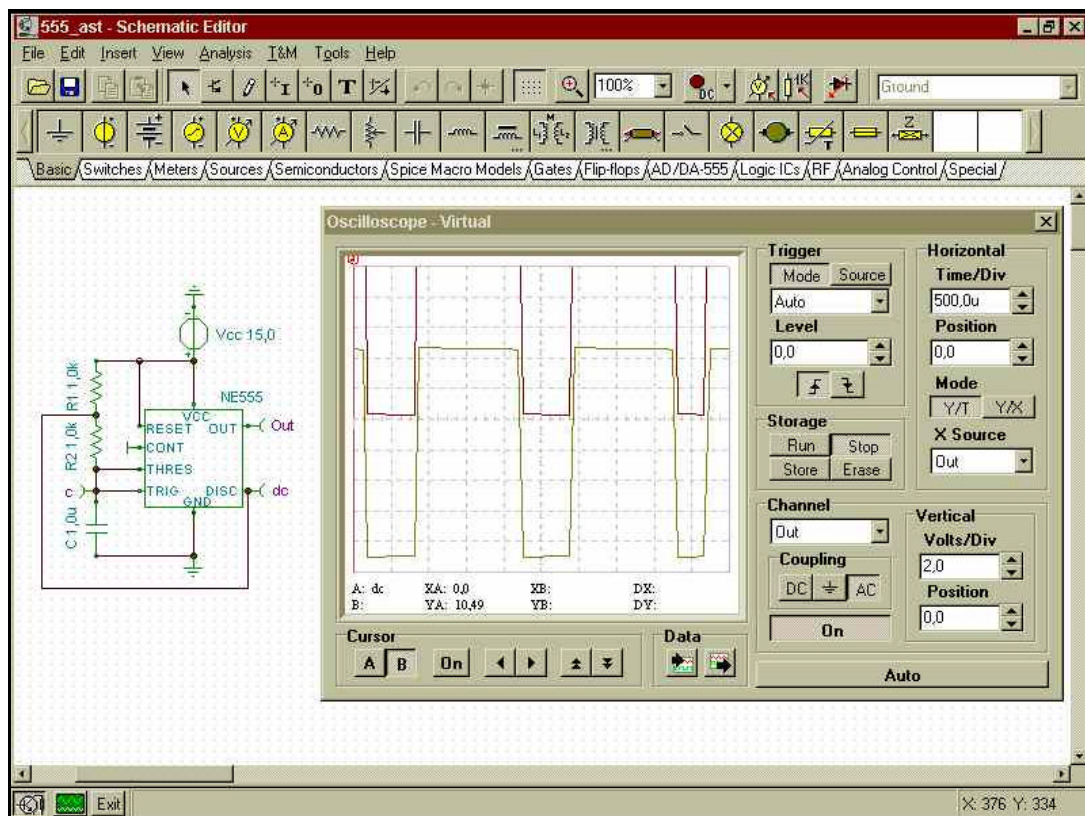 555_ast - Schematic Editor
File Edit Insert View Analysis T&M Tools Help
100% DC 1K Ground
M L1 L2 T Z
Basic Switches Meters Sources Semiconductors Spice Macro Models Gates Flip-flops AD/DA-555 Logic ICs RF Analog Control Special
Vcc 15,0
R1 1,0k
R2 1,0k
C 1,0u
NE555
VCC
RESET OUT
CONT
THRES
TRIG DISC
GND
Out
dc
c
Oscilloscope - Virtual
A: dc XA: 0,0 XB: DX:
B: YA: 10,49 YB: DY:
Cursor
A B On
Data
Trigger
Mode Source
Auto
Level
0,0
Storage
Run Stop
Store Erase
Channel
Out
Coupling
DC AC
On
Horizontal
Time/Div
500,0u
Position
0,0
Mode
Y/T Y/X
X Source
Out
Vertical
Volts/Div
2,0
Position
0,0
Auto
Exit
X: 376 Y: 334